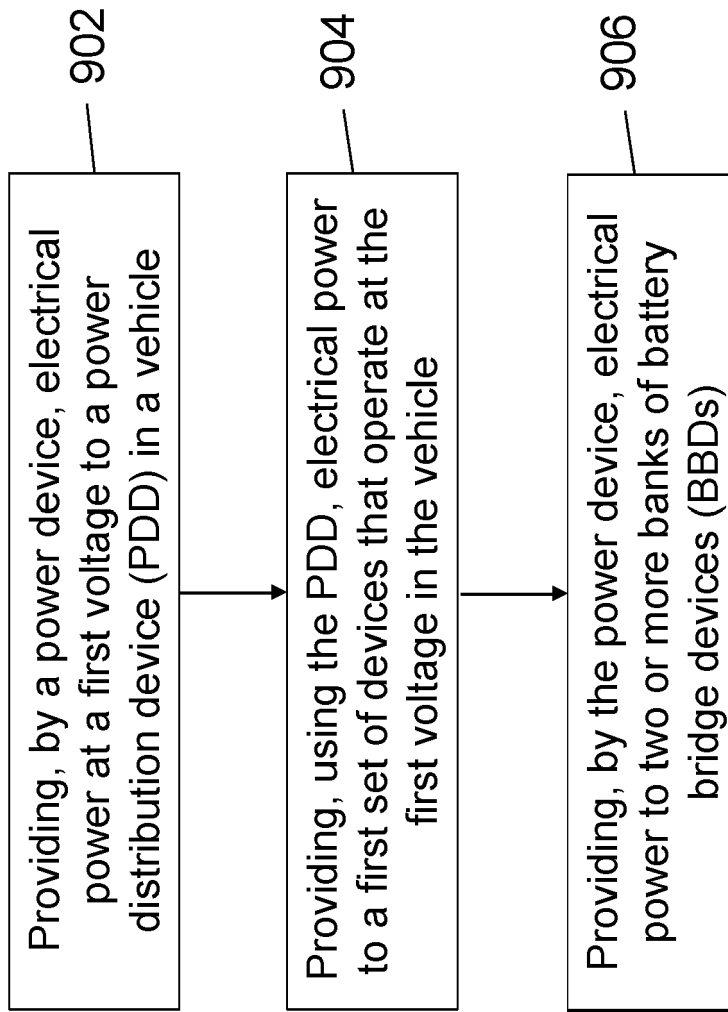 Providing, by a power device, electrical
power at a first voltage to a power
distribution device (PDD) in a vehicle
902
Providing, using the PDD, electrical power
to a first set of devices that operate at the
first voltage in the vehicle
904
Providing, by the power device, electrical
power to two or more banks of battery
bridge devices (BBDs)
906